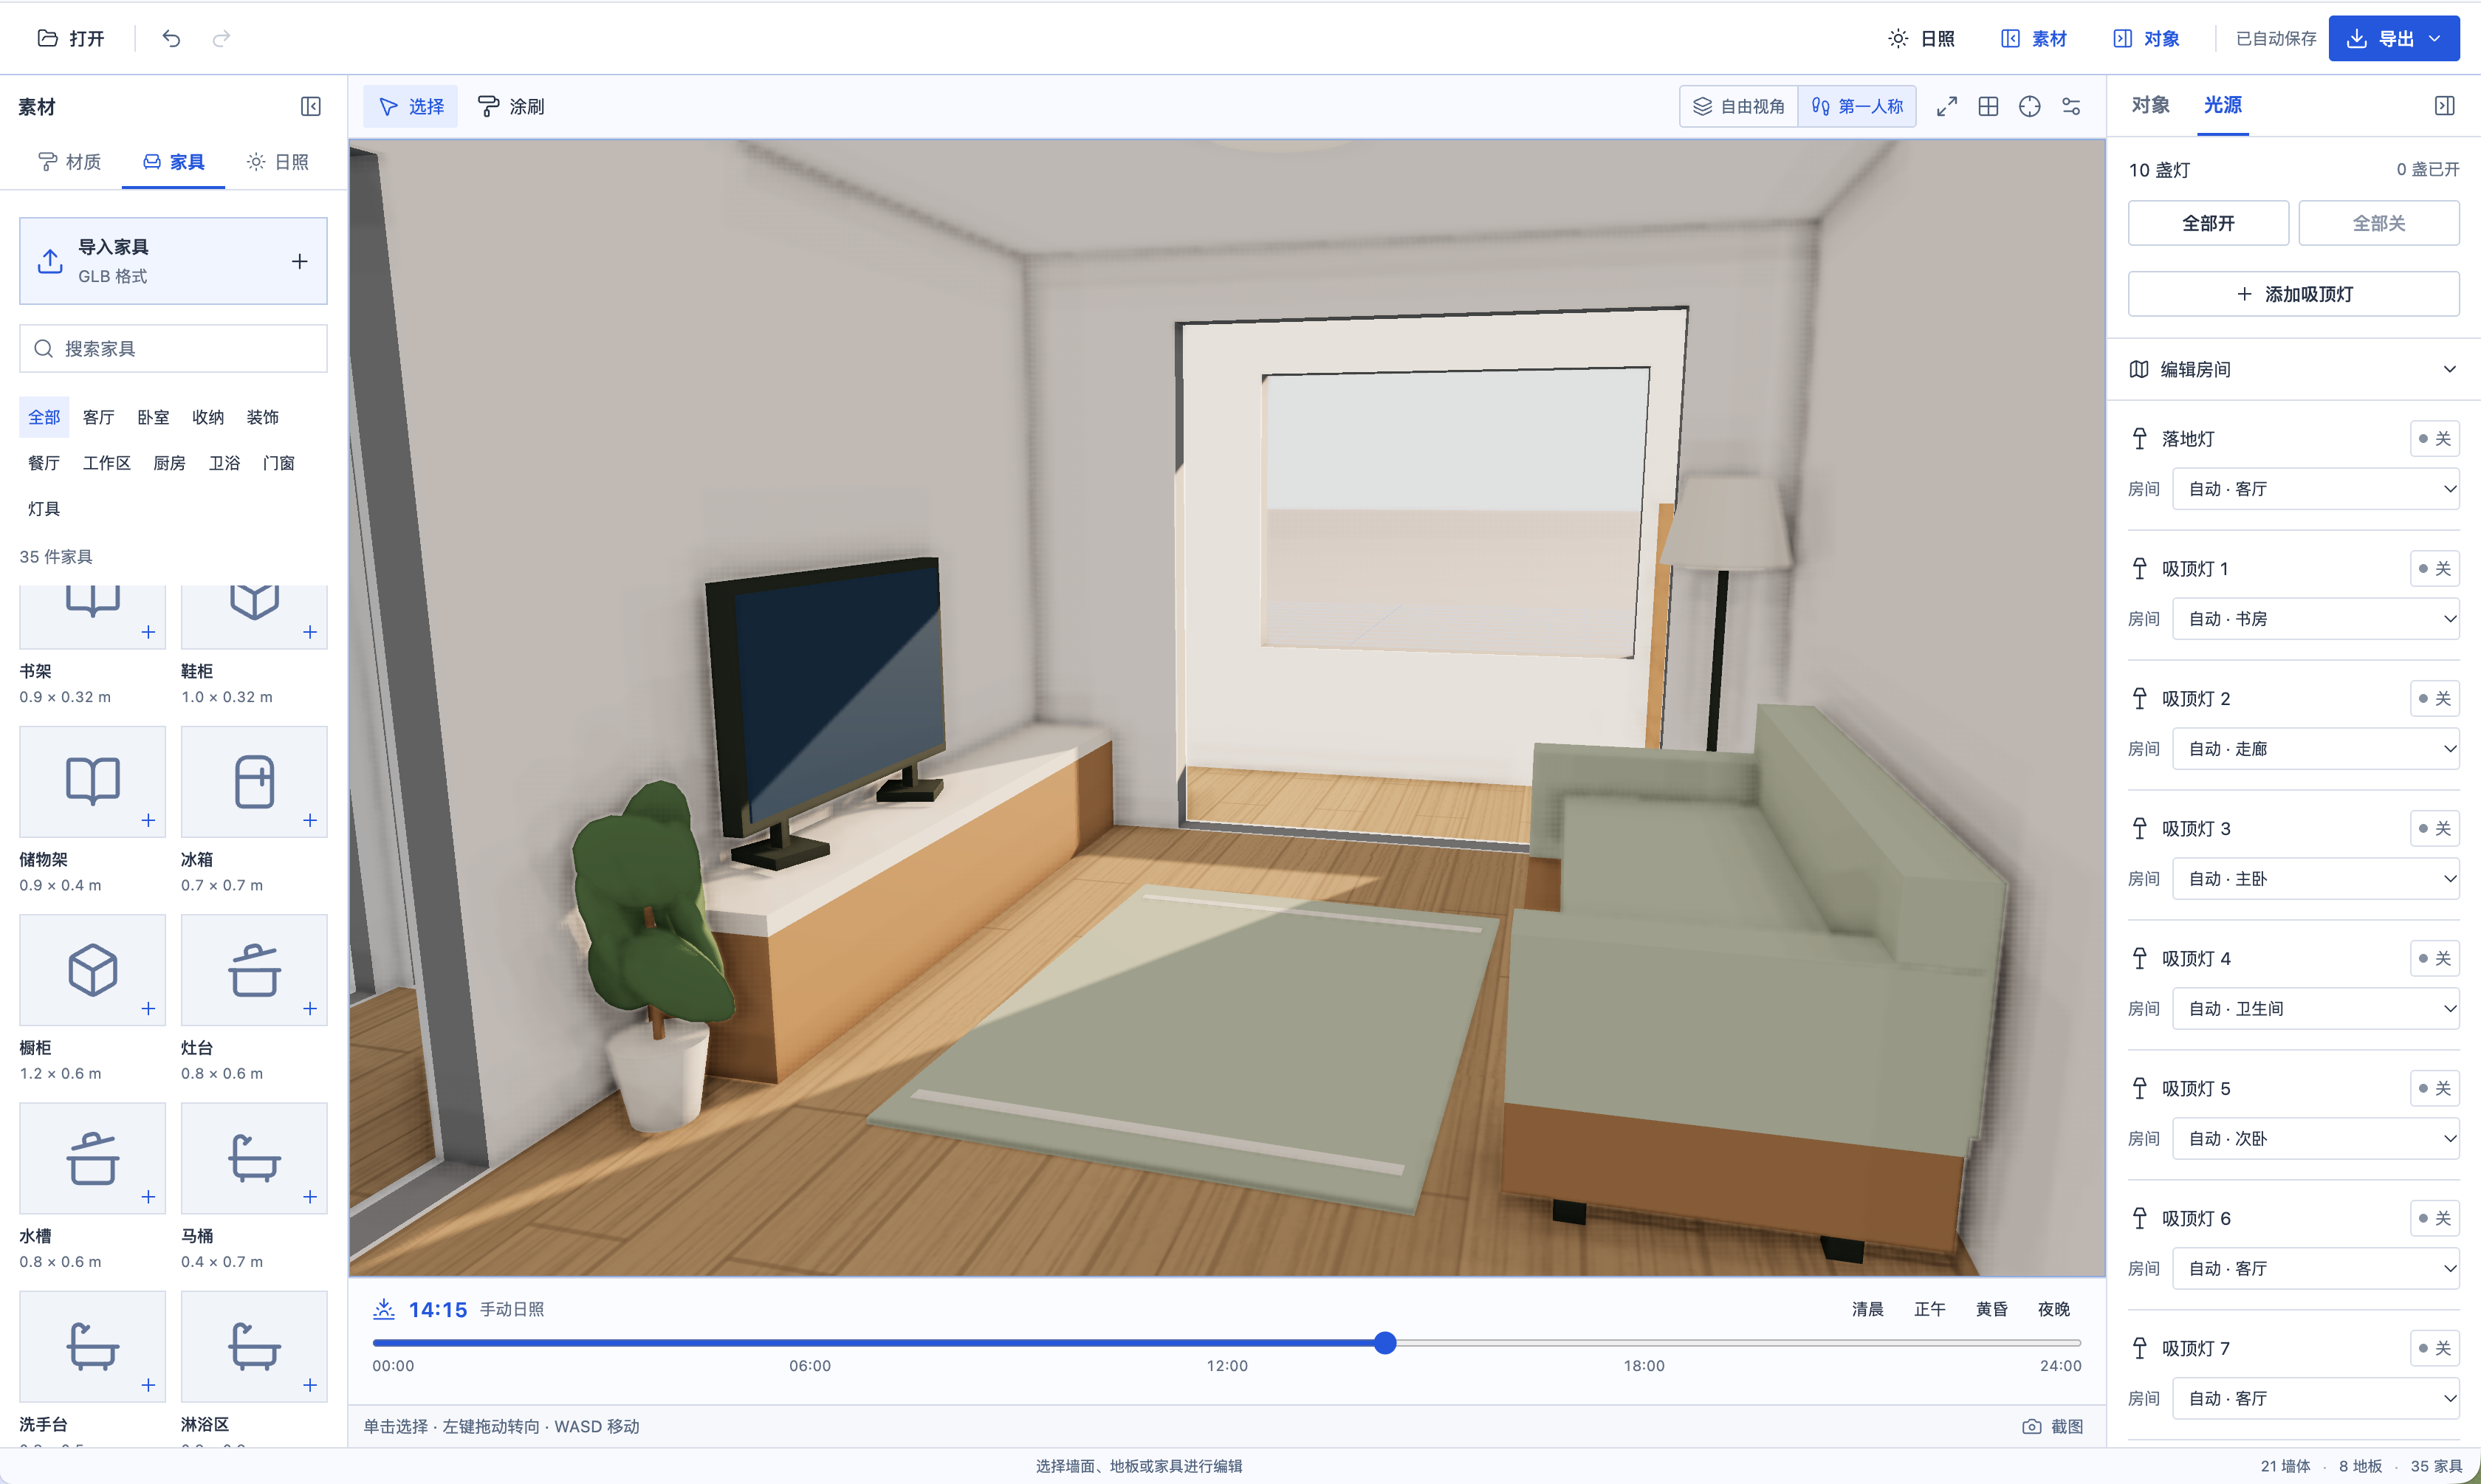 打开
日照
素材
对象
已自动保存
导出
素材
选择
涂刷
自由视角
第一人称
对象
光源
材质
家具
日照
10 盏灯
0 盏已开
导入家具
GLB 格式
全部开
全部关
添加吸顶灯
搜索家具
编辑房间
全部
客厅
卧室
收纳
装饰
餐厅
工作区
厨房
卫浴
门窗
灯具
35 件家具
书架
0.9 × 0.32 m
鞋柜
1.0 × 0.32 m
储物架
0.9 × 0.4 m
冰箱
0.7 × 0.7 m
橱柜
1.2 × 0.6 m
灶台
0.8 × 0.6 m
水槽
0.8 × 0.6 m
马桶
0.4 × 0.7 m
洗手台
淋浴区
落地灯
关
房间
自动 · 客厅
吸顶灯 1
关
房间
自动 · 书房
吸顶灯 2
关
房间
自动 · 走廊
吸顶灯 3
关
房间
自动 · 主卧
吸顶灯 4
关
房间
自动 · 卫生间
吸顶灯 5
关
房间
自动 · 次卧
吸顶灯 6
关
房间
自动 · 客厅
吸顶灯 7
关
房间
自动 · 客厅
14:15
手动日照
清晨
正午
黄昏
夜晚
00:00
06:00
12:00
18:00
24:00
单击选择 · 左键拖动转向 · WASD 移动
截图
选择墙面、地板或家具进行编辑
21 墙体 · 8 地板 · 35 家具